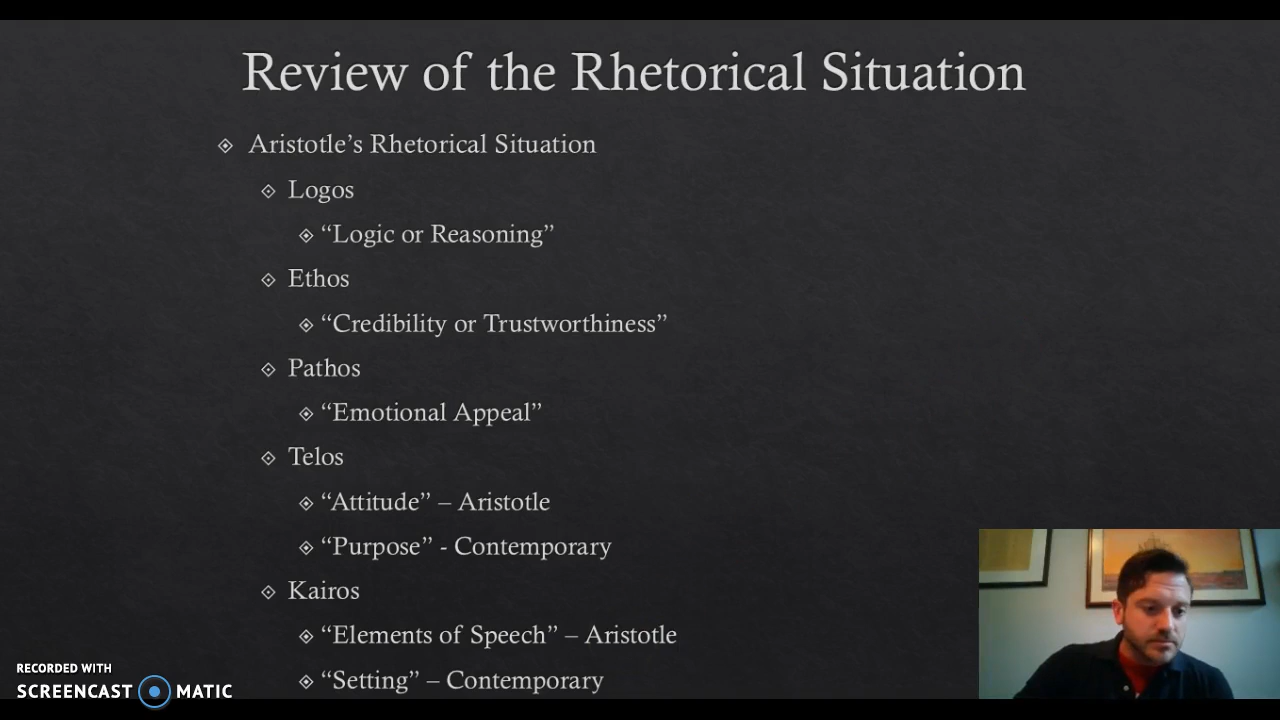 Review of the Rhetorical Situation
Aristotle’s Rhetorical Situation
Logos
“Logic or Reasoning”
Ethos
“Credibility or Trustworthiness”
Pathos
“Emotional Appeal”
Telos
“Attitude” – Aristotle
“Purpose” - Contemporary
Kairos
“Elements of Speech” – Aristotle
“Setting” – Contemporary
RECORDED WITH
SCREENCAST MATIC